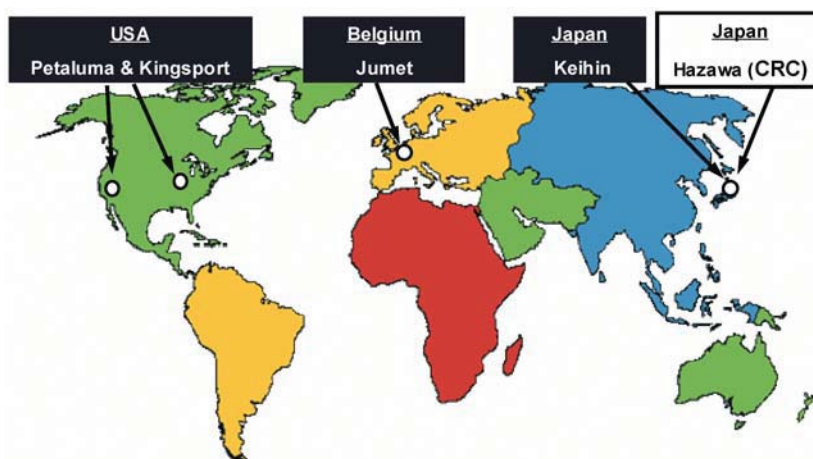 USA
Petaluma & Kingsport
Belgium
Jumet
Japan
Keihin
Japan
Hazawa (CRC)